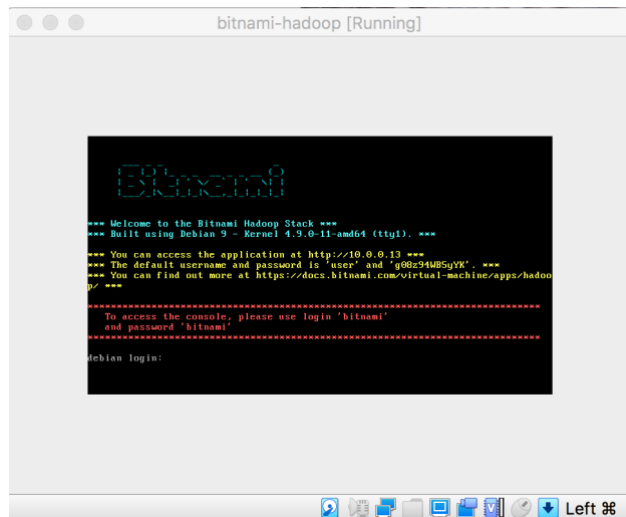 bitnami-hadoop [Running]
Bitnami
*** Welcome to the Bitnami Hadoop Stack ***
*** Built using Debian 9 - Kernel 4.9.0-11-amd64 (tty1). ***
*** You can access the application at http://10.0.0.13 ***
*** The default username and password is 'user' and 'g08z94WBSyYK'. ***
*** You can find out more at https://docs.bitnami.com/virtual-machine/apps/hadoo
p/ ***
To access the console, please use login 'bitnami'
and password 'bitnami'
debian login:
Left ⌘